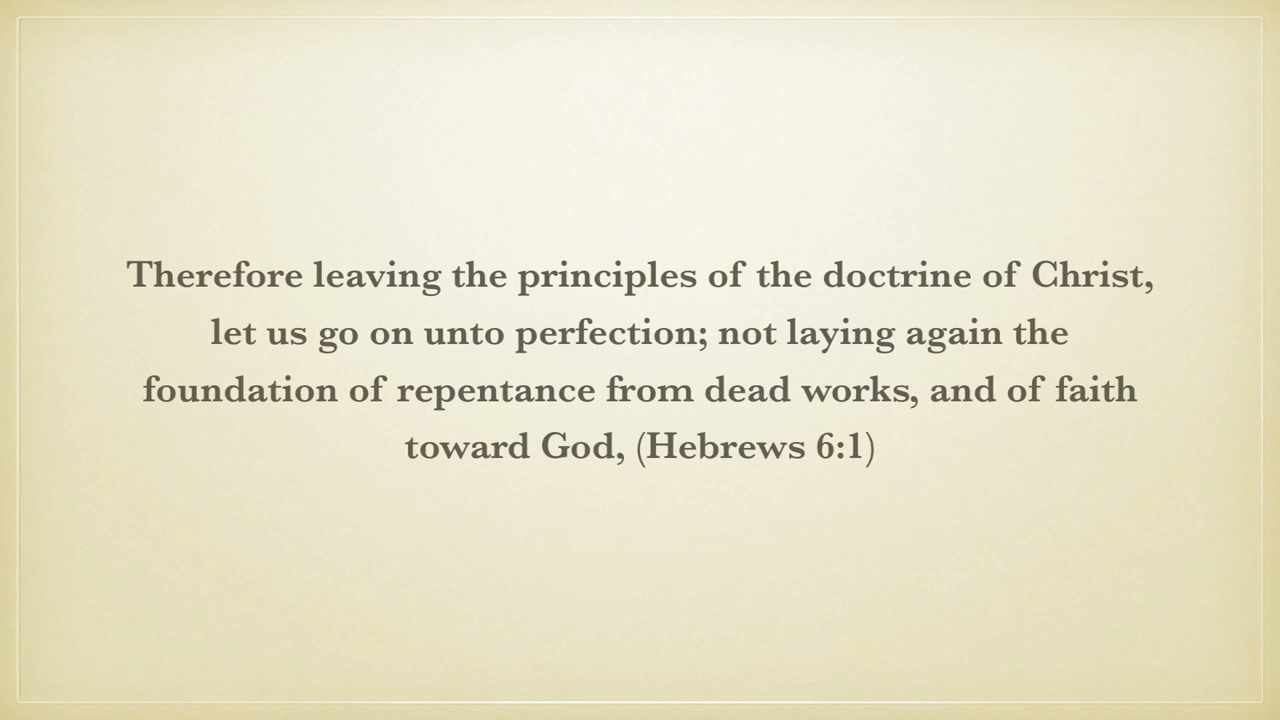 Therefore leaving the principles of the doctrine of Christ,
let us go on unto perfection; not laying again the
foundation of repentance from dead works, and of faith
toward God, (Hebrews 6:1)